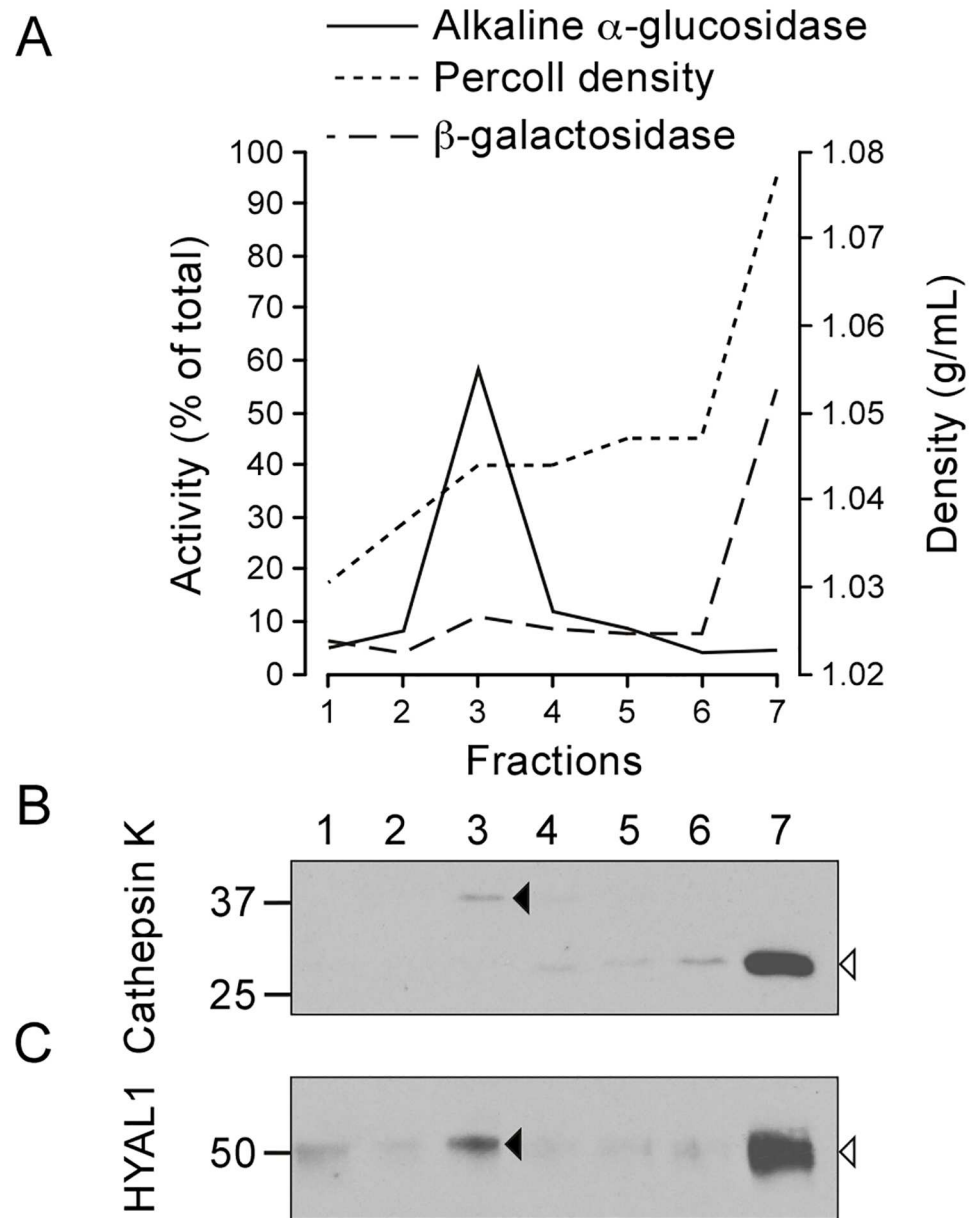 A
Alkaline α-glucosidase
Percoll density
β-galactosidase
Activity (% of total)
100
90
80
70
60
50
40
30
20
10
0
1.08
1.07
1.06
1.05
1.04
1.03
1.02
Density (g/mL)
1 2 3 4 5 6 7
Fractions
B
Cathepsin K
1 2 3 4 5 6 7
37
25
C
HYAL1
50